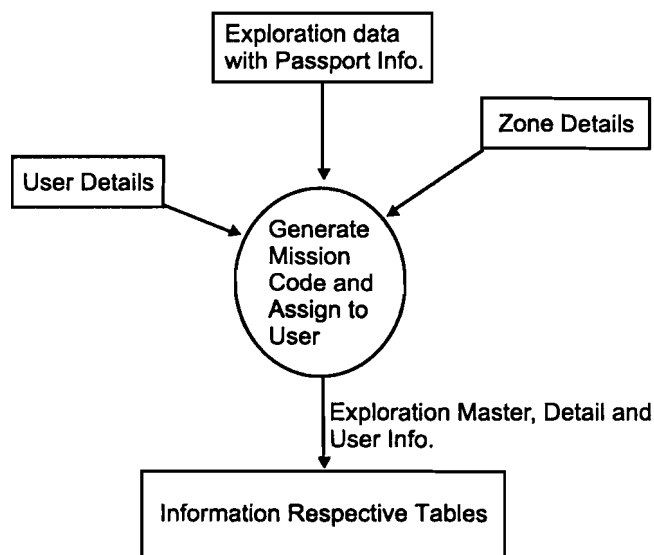 Exploration data
with Passport Info.
Zone Details
User Details
Generate
Mission
Code and
Assign to
User
Exploration Master, Detail and
User Info.
Information Respective Tables